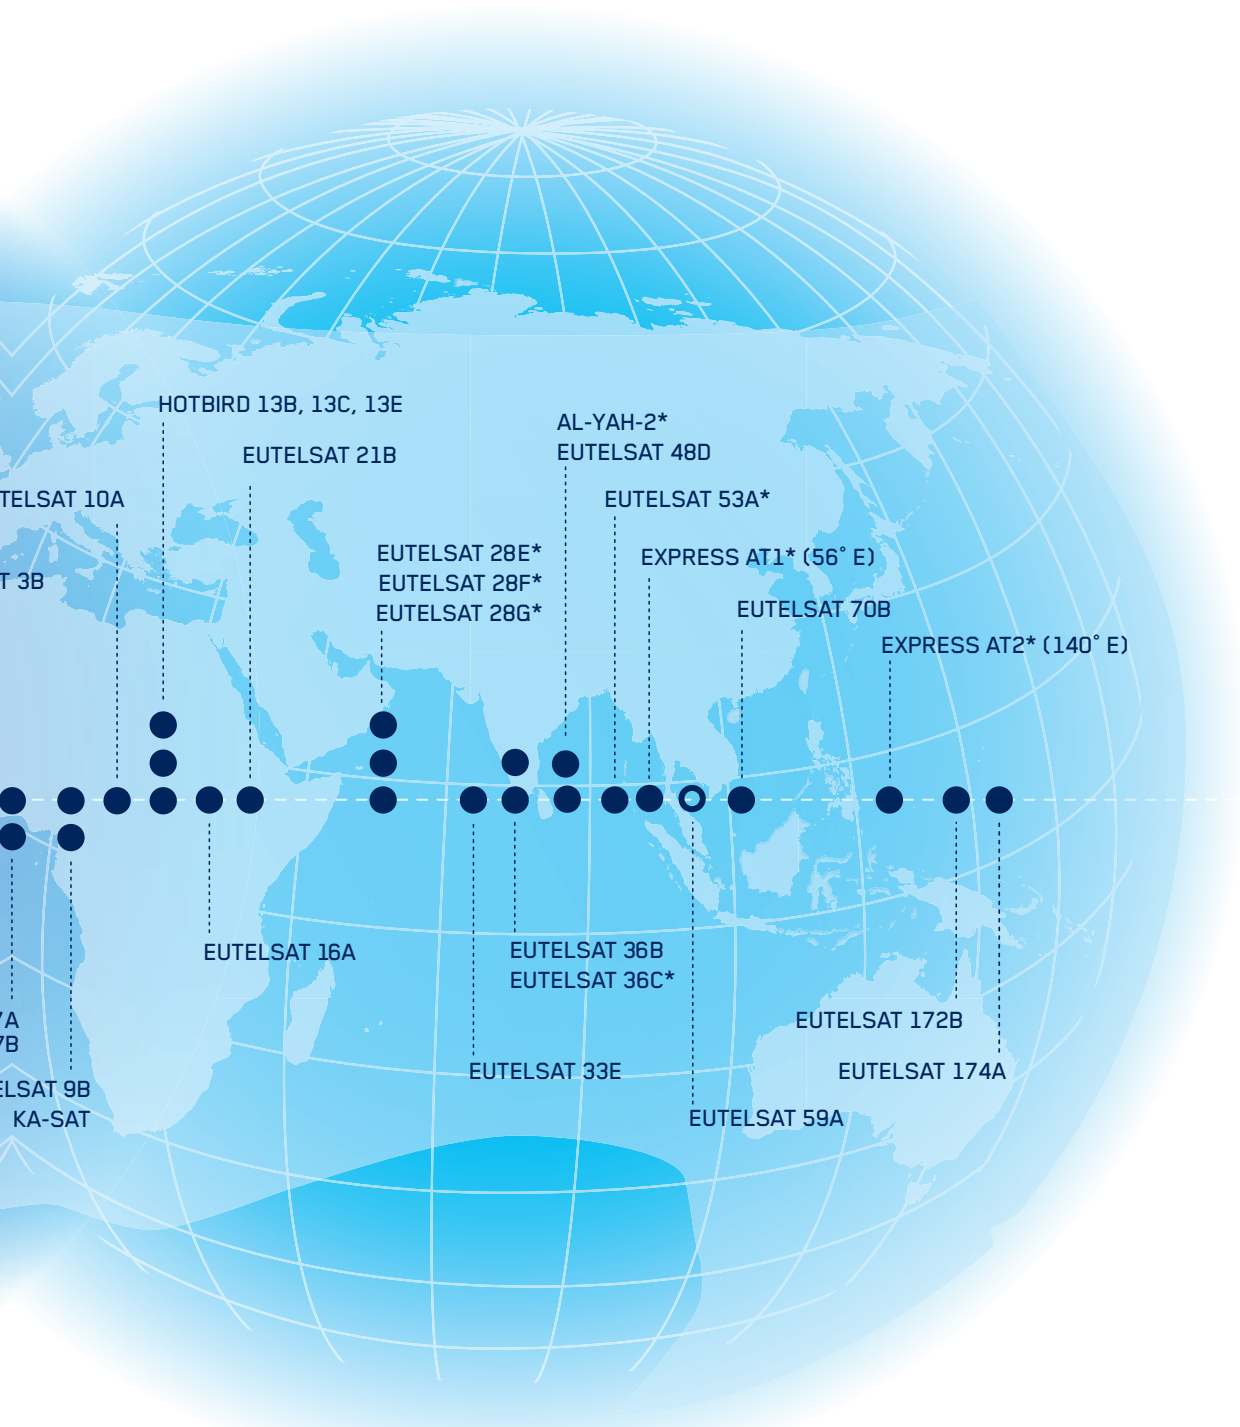 HOTBIRD 13B, 13C, 13E
AL-YAH-2*
EUTELSAT 48D
EUTELSAT 21B
TELSAT 10A
EUTELSAT 53A*
EUTELSAT 28E*
EUTELSAT 28F*
EUTELSAT 28G*
EXPRESS AT1* (56° E)
T 3B
EUTELSAT 70B
EXPRESS AT2* (140° E)
EUTELSAT 16A
EUTELSAT 36B
EUTELSAT 36C*
7A
7B
EUTELSAT 172B
EUTELSAT 33E
EUTELSAT 174A
ELSAT 9B
KA-SAT
EUTELSAT 59A